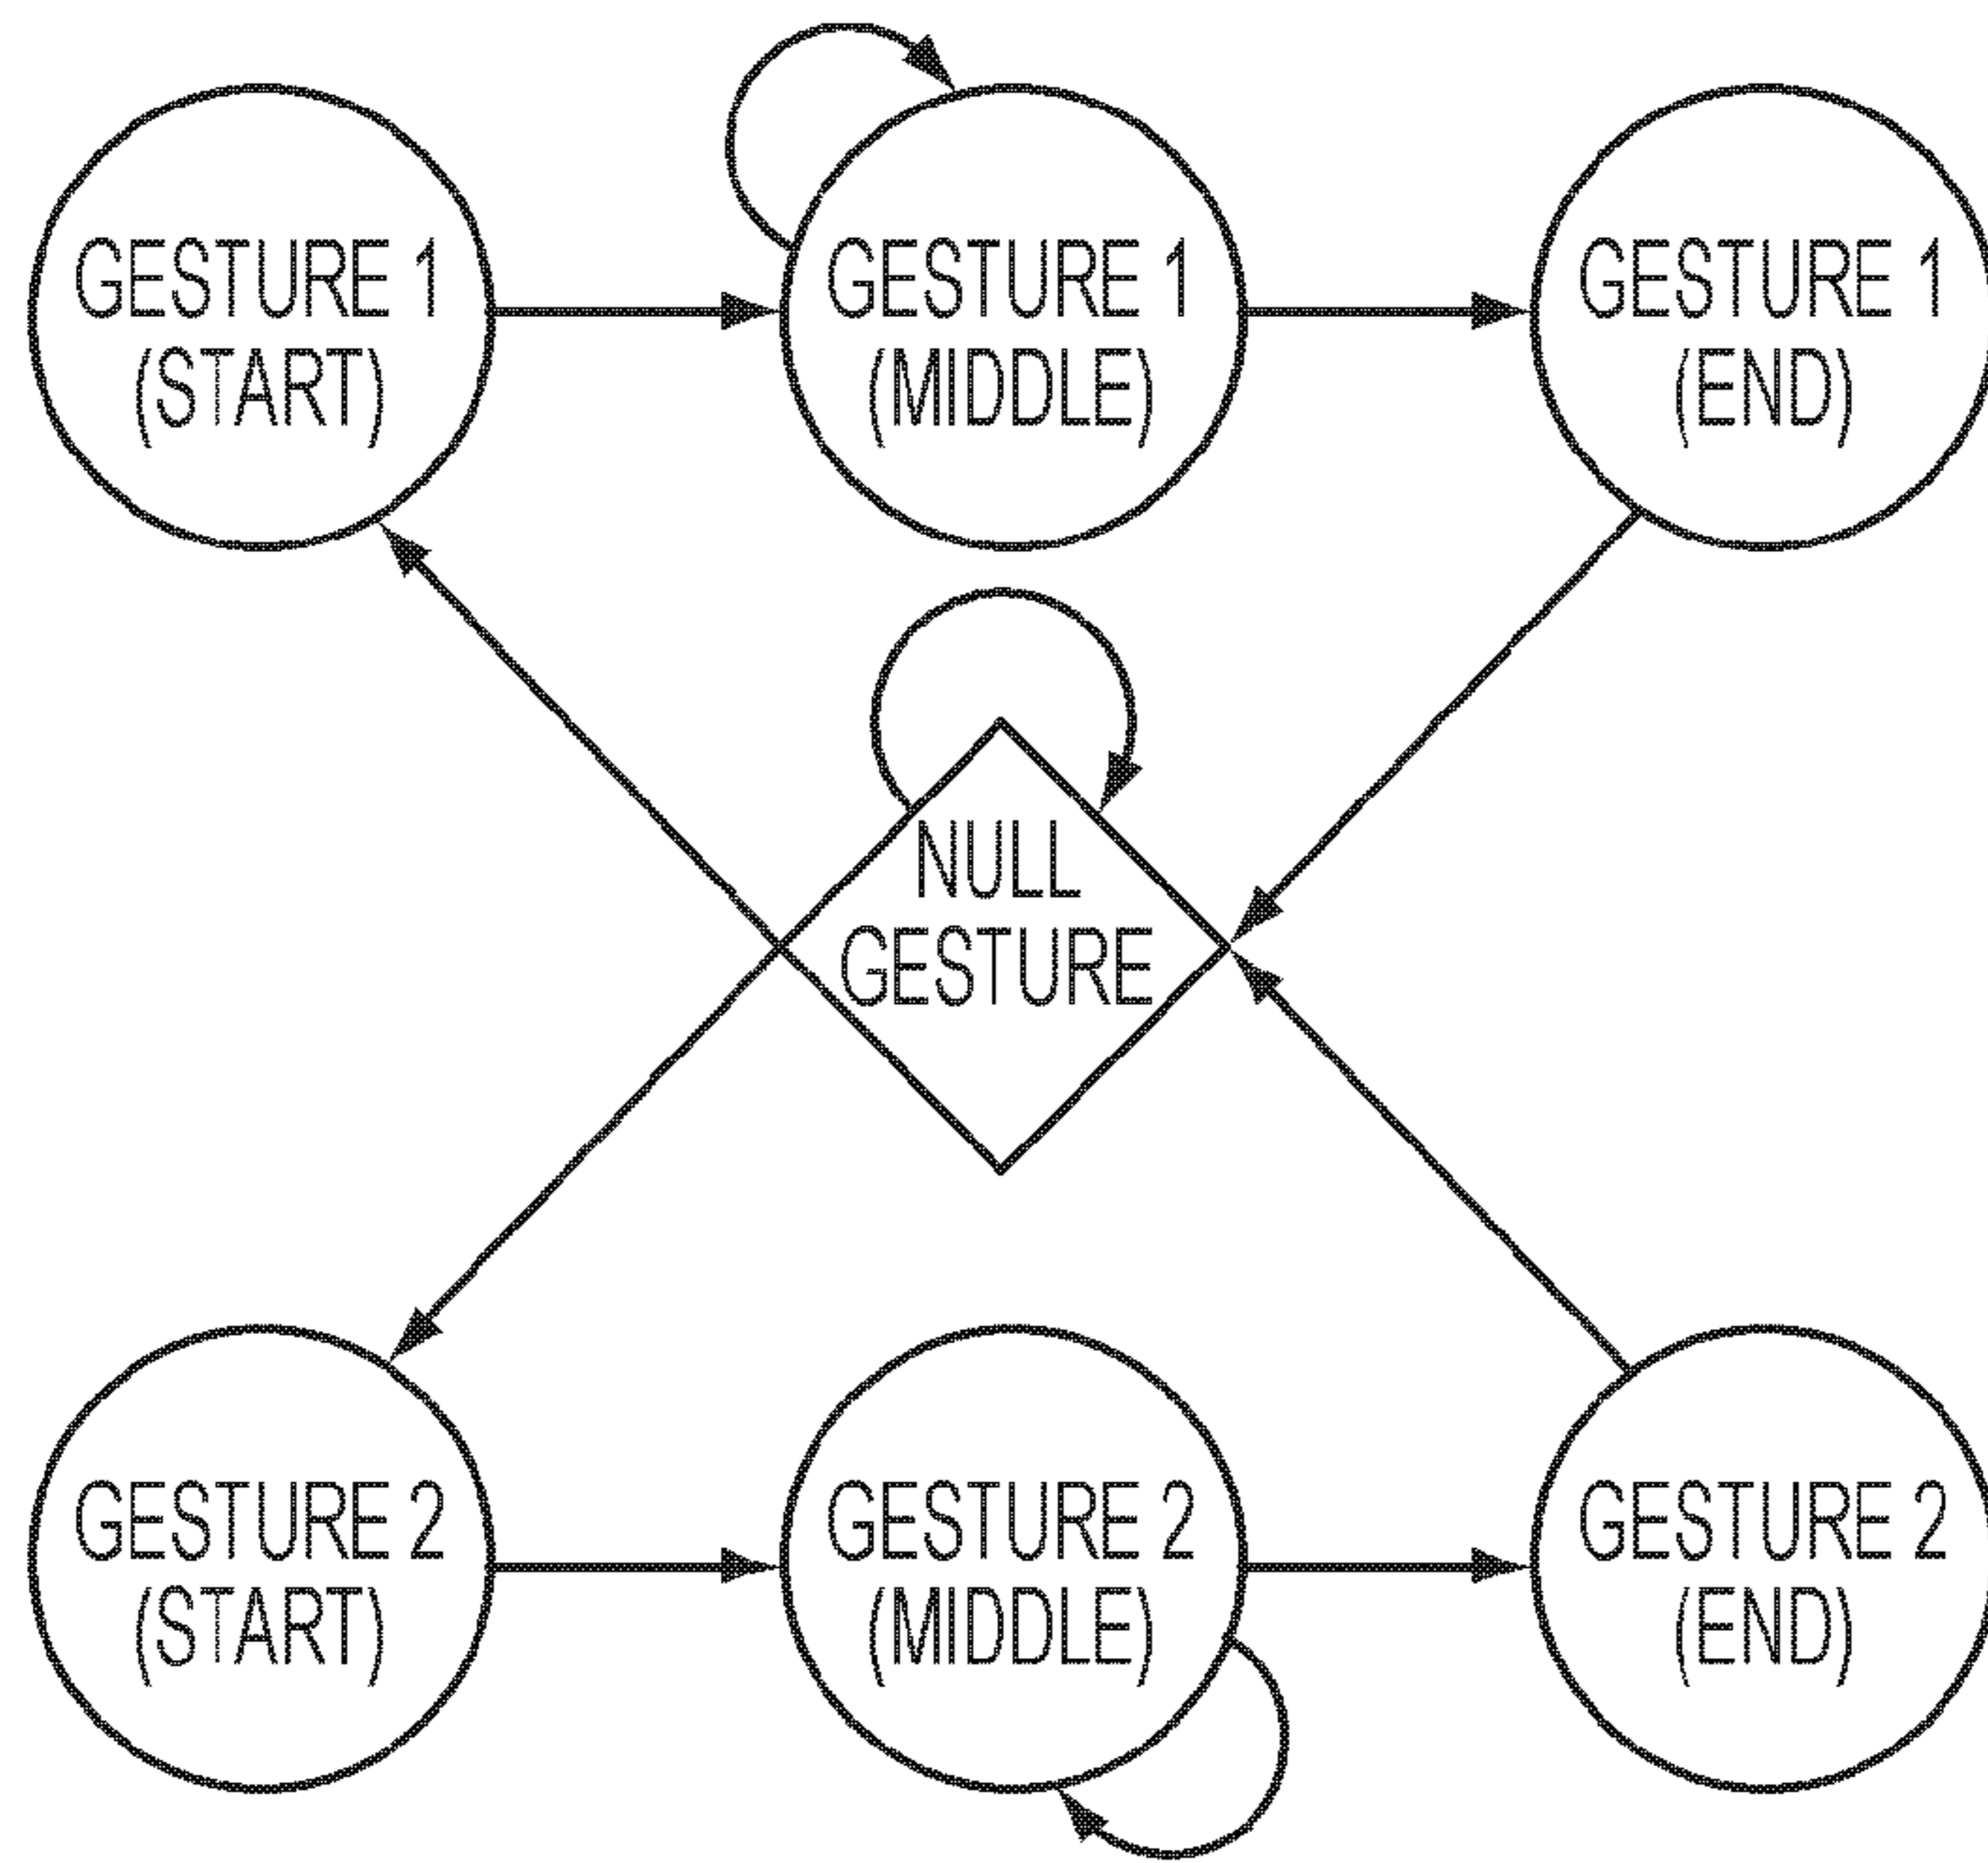 GESTURE 1
(START)
GESTURE 1
(MIDDLE)
GESTURE 1
(END)
NULL
GESTURE
GESTURE 2
(START)
GESTURE 2
(MIDDLE)
GESTURE 2
(END)